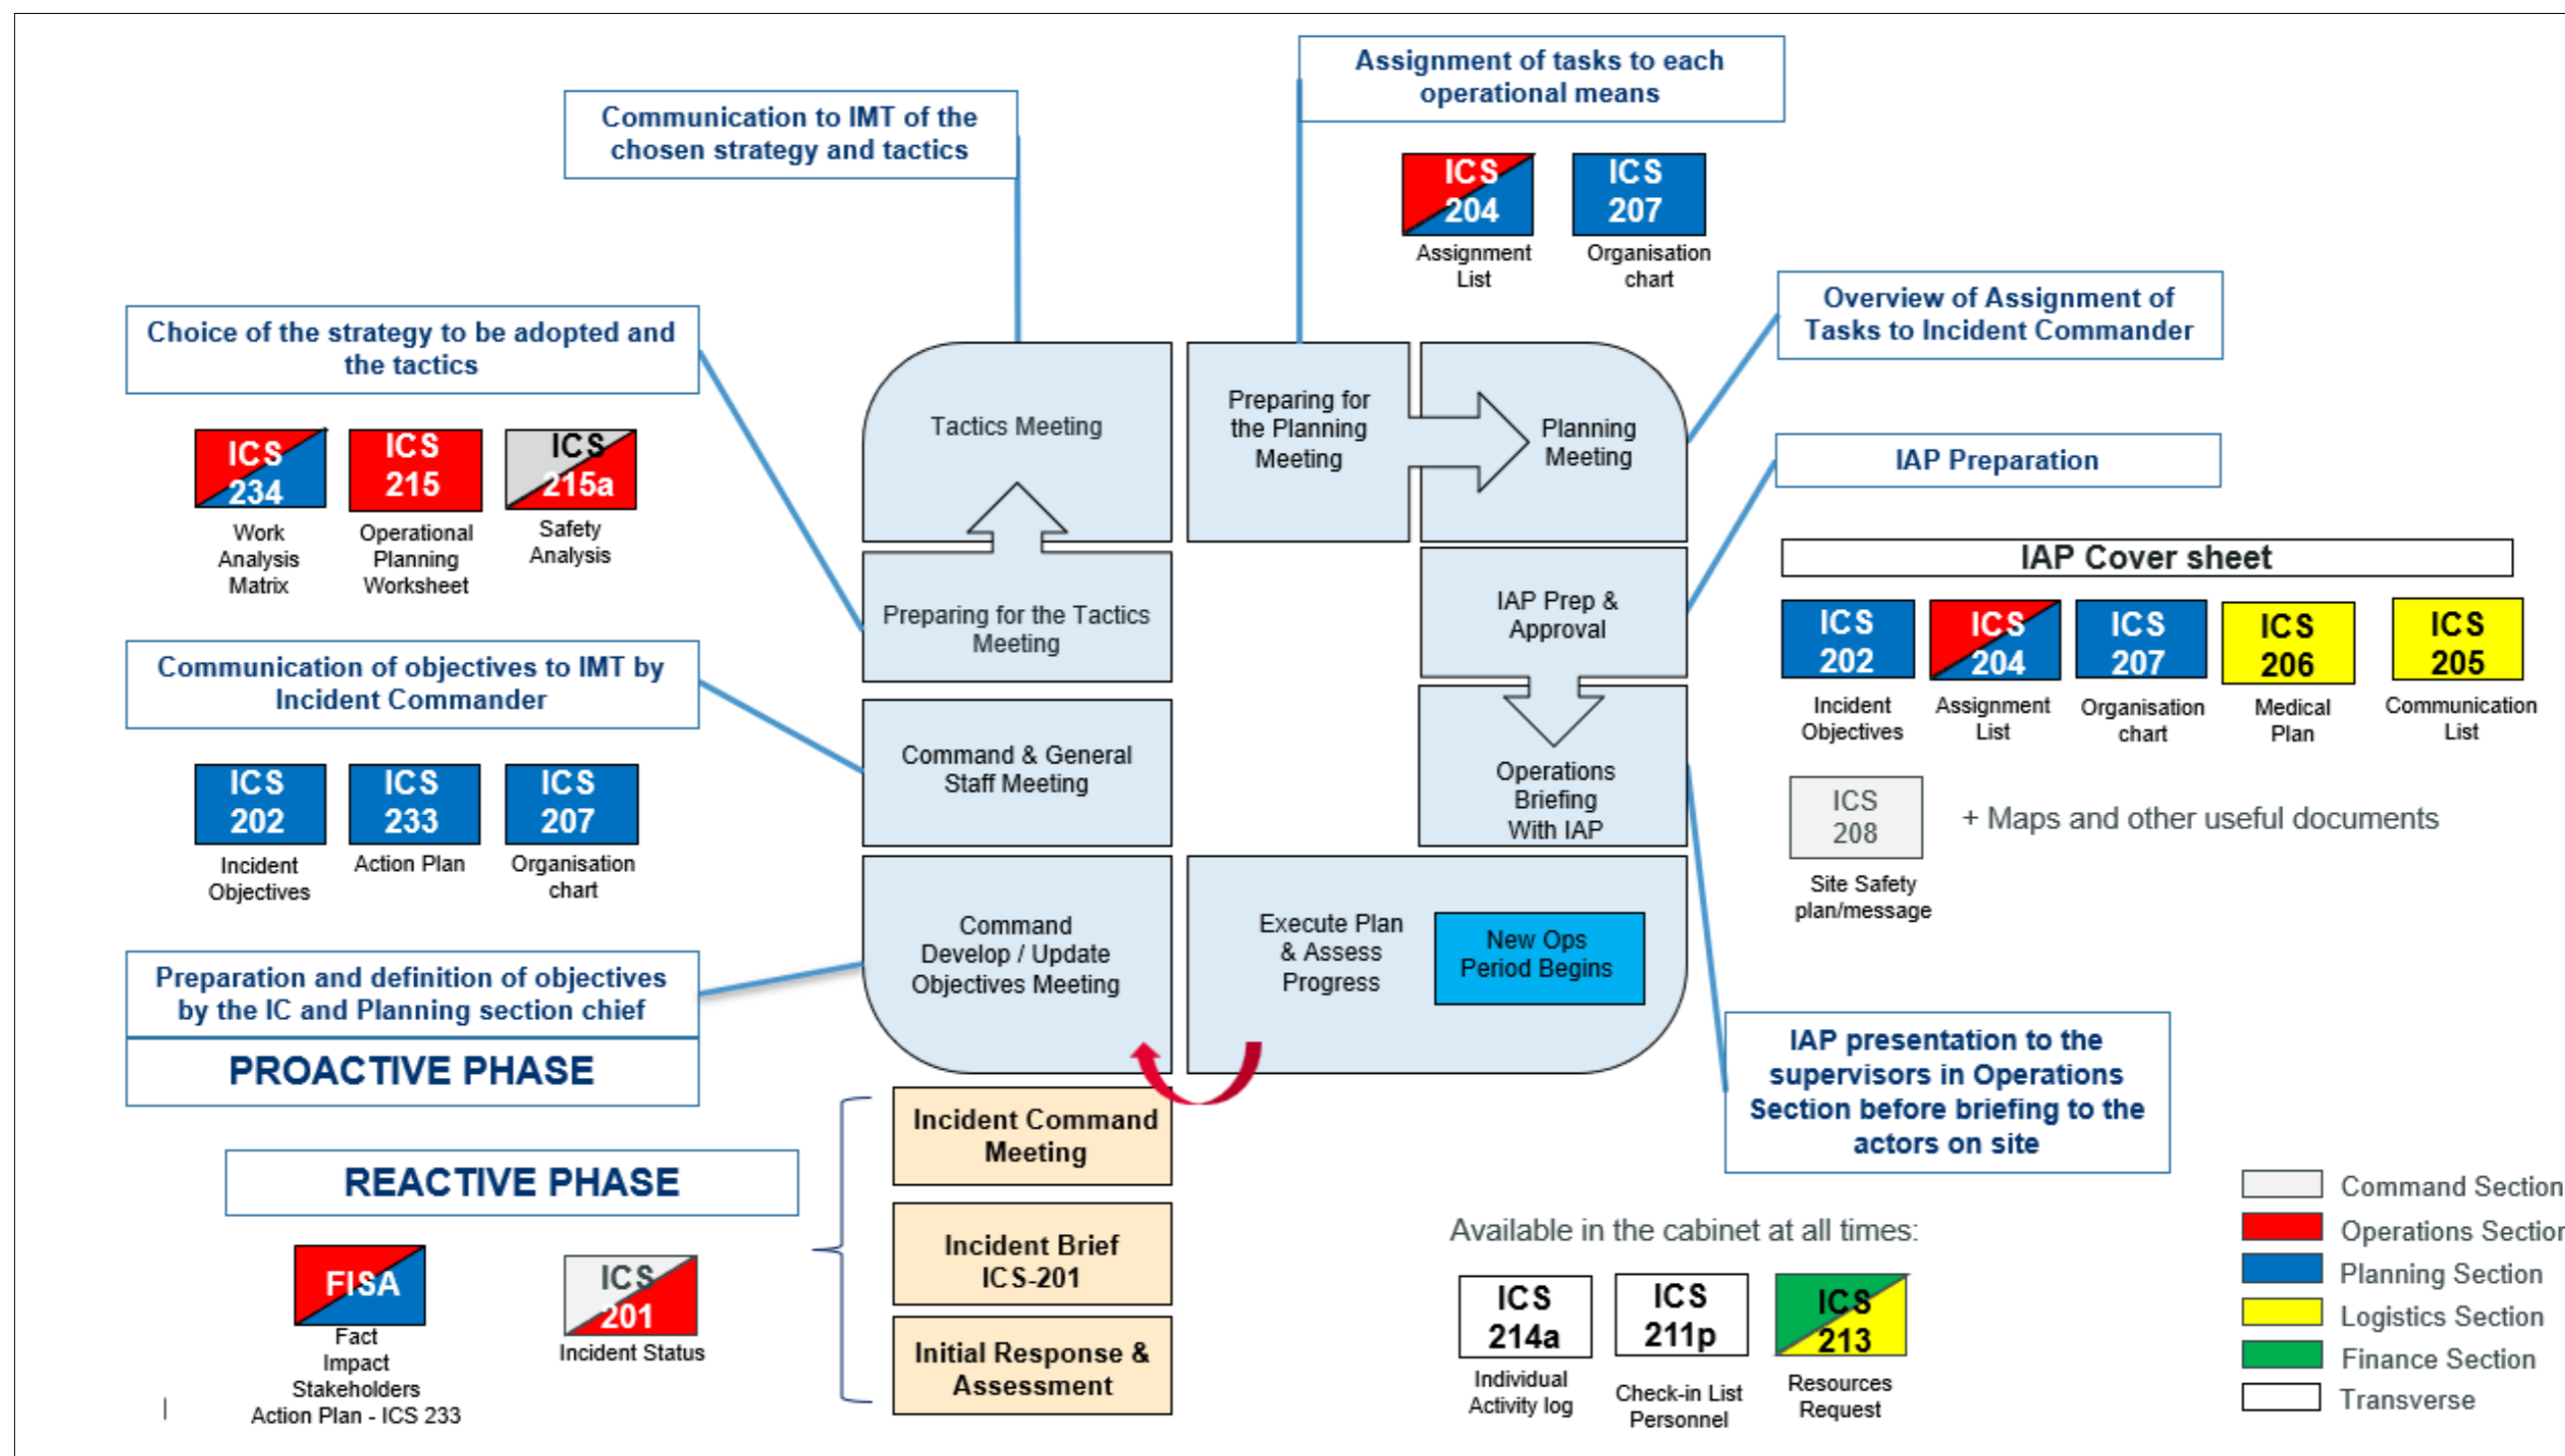 Assignment of tasks to each
operational means
Communication to IMT of the
chosen strategy and tactics
ICS
204
Assignment
List
ICS
207
Organisation
chart
Choice of the strategy to be adopted and
the tactics
Overview of Assignment of
Tasks to Incident Commander
ICS
234
Work
Analysis
Matrix
ICS
215
Operational
Planning
Worksheet
ICS
215a
Safety
Analysis
Tactics Meeting
Preparing for
the Planning
Meeting
Planning
Meeting
IAP Preparation
IAP Cover sheet
Preparing for the Tactics
Meeting
IAP Prep &
Approval
ICS
202
Incident
Objectives
ICS
204
Assignment
List
ICS
207
Organisation
chart
ICS
206
Medical
Plan
ICS
205
Communication
List
Communication of objectives to IMT by
Incident Commander
ICS
202
Incident
Objectives
ICS
233
Action Plan
ICS
207
Organisation
chart
Command & General
Staff Meeting
Operations
Briefing
With IAP
ICS
208
Site Safety
plan/message
+ Maps and other useful documents
Preparation and definition of objectives
by the IC and Planning section chief
PROACTIVE PHASE
Command
Develop / Update
Objectives Meeting
Execute Plan
& Assess
Progress
New Ops
Period Begins
IAP presentation to the
supervisors in Operations
Section before briefing to the
actors on site
REACTIVE PHASE
FISA
Fact
Impact
Stakeholders
Action Plan - ICS 233
ICS
201
Incident Status
Incident Command
Meeting
Incident Brief
ICS-201
Initial Response &
Assessment
Available in the cabinet at all times:
ICS
214a
Individual
Activity log
ICS
211p
Check-in List
Personnel
ICS
213
Resources
Request
Command Section
Operations Section
Planning Section
Logistics Section
Finance Section
Transverse